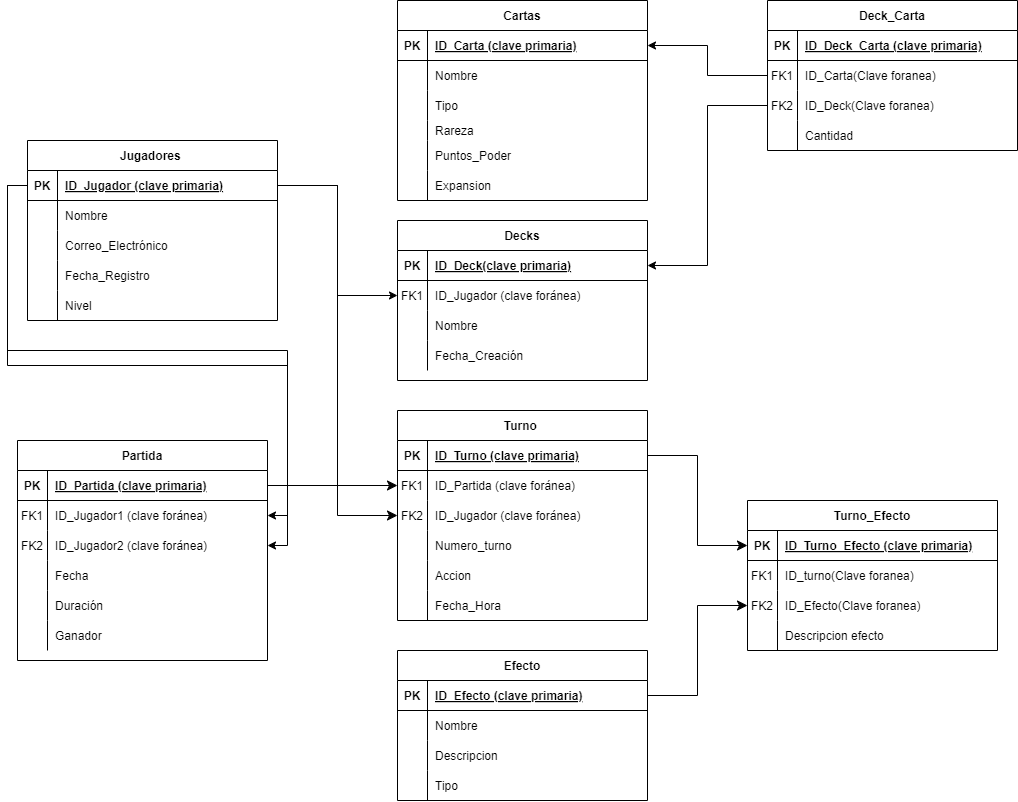 Cartas
PK ID_Carta (clave primaria)
Nombre
Tipo
Rareza
Puntos_Poder
Expansion
Deck_Carta
PK ID_Deck_Carta (clave primaria)
FK1 ID_Carta(Clave foranea)
FK2 ID_Deck(Clave foranea)
Cantidad
Jugadores
PK ID_Jugador (clave primaria)
Nombre
Correo_Electrónico
Fecha_Registro
Nivel
Decks
PK ID_Deck(clave primaria)
FK1 ID_Jugador (clave foránea)
Nombre
Fecha_Creación
Partida
PK ID_Partida (clave primaria)
FK1 ID_Jugador1 (clave foránea)
FK2 ID_Jugador2 (clave foránea)
Fecha
Duración
Ganador
Turno
PK ID_Turno (clave primaria)
FK1 ID_Partida (clave foránea)
FK2 ID_Jugador (clave foránea)
Numero_turno
Accion
Fecha_Hora
Turno_Efecto
PK ID_Turno_Efecto (clave primaria)
FK1 ID_turno(Clave foranea)
FK2 ID_Efecto(Clave foranea)
Descripcion efecto
Efecto
PK ID_Efecto (clave primaria)
Nombre
Descripcion
Tipo